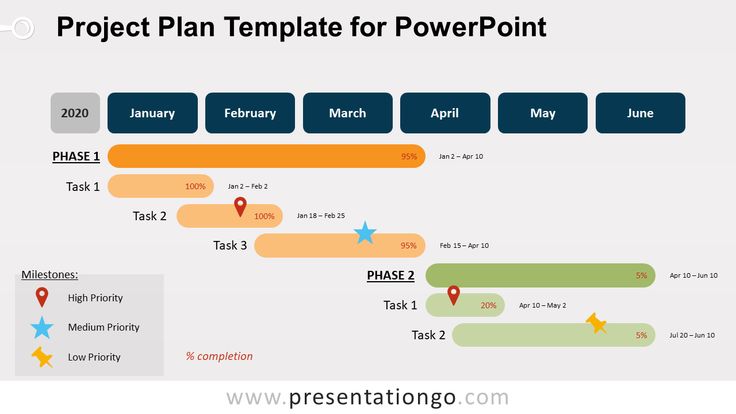 Project Plan Template for PowerPoint
2020 January February March April May June
PHASE 1 95% Jan 2 – Apr 10
Task 1 100% Jan 2 – Feb 2
Task 2 100% Jan 18 – Feb 25
Task 3 95% Feb 15 – Apr 10
PHASE 2 5% Apr 10 – Jun 10
Task 1 20% Apr 10 – May 2
Task 2 5% Jul 20 – Jun 10
Milestones:
High Priority
Medium Priority
Low Priority
% completion
www.presentationgo.com